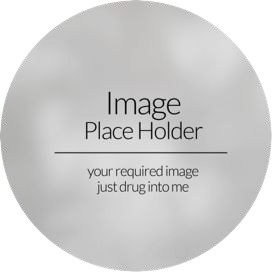 Image
Place Holder
your required image
just drug into me